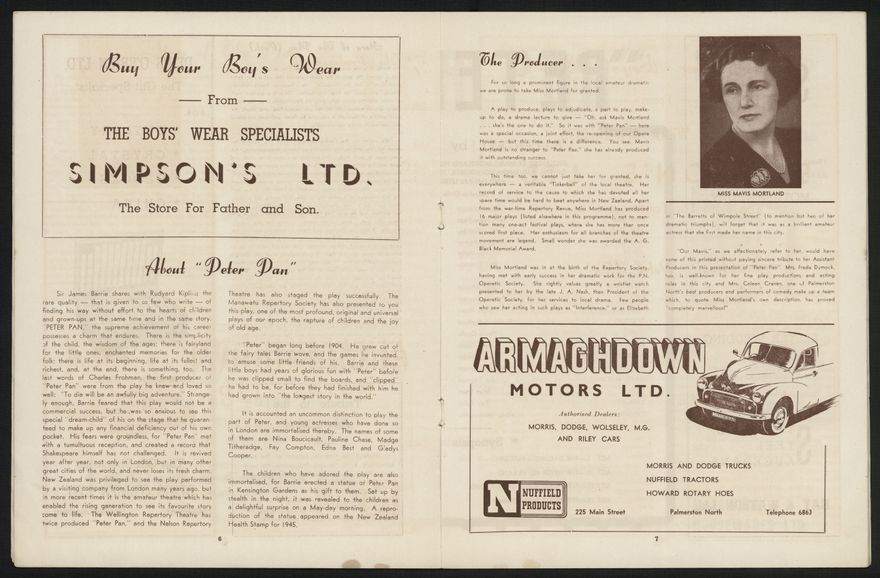 Buy Your Boy's Wear
— From —
THE BOYS' WEAR SPECIALISTS
SIMPSON'S LTD.
The Store For Father and Son.
About "Peter Pan"
Sir James Barrie shares with Rudyard Kipling the
rare quality — that is given to so few who write — of
finding his way without effort to the hearts of children
and grown-ups at the same time and in the same story.
"PETER PAN," the supreme achievement of his career
possesses a charm that endures. There is the simplicity
of the child, the wisdom of the ages; there is fairyland
for the little ones, enchanted memories for the older
folk; there is life at its beginning, life at its fullest and
richest, and, at the end, there is something, too. The
last words of Charles Frohman, the first producer of
"Peter Pan" were from the play he knew and loved so
well: "To die will be an awfully big adventure." Strange-
ly enough, Barrie feared that this play would not be a
commercial success, but he was so anxious to see this
special "dream-child" of his on the stage that he guaran-
teed to make up any financial deficiency out of his own
pocket. His fears were groundless, for "Peter Pan" met
with a tumultuous reception, and created a record that
Shakespeare himself has not challenged. It is revived
year after year, not only in London, but in many other
great cities of the world, and never loses its fresh charm.
New Zealand was privileged to see the play performed
by a visiting company from London many years ago, but
in more recent times it is the amateur theatre which has
enabled the rising generation to see its favourite story
come to life. The Wellington Repertory Theatre has
twice produced "Peter Pan," and the Nelson Repertory
Theatre has also staged the play successfully. The
Manawatu Repertory Society has also presented to you
this play, one of the most profound, original and universal
plays of our epoch, the rapture of children and the joy
of old age.
"Peter" began long before 1904. He grew out of
the fairy tales Barrie wove, and the games he invented,
to amuse some little friends of his. Barrie and these
little boys had years of glorious fun with "Peter" before
he was clipped small to find the boards, and "clipped"
he had to be, for before they had finished with him he
had grown into "the longest story in the world."
It is accounted an uncommon distinction to play the
part of Peter, and young actresses who have done so
in London are immortalised thereby. The names of some
of them are Nina Boucicault, Pauline Chase, Madge
Titheradge, Fay Compton, Edna Best and Gladys
Cooper.
The children who have adored the play are also
immortalised, for Barrie erected a statue of Peter Pan
in Kensington Gardens as his gift to them. Set up by
stealth in the night, it was revealed to the children as
a delightful surprise on a May-day morning. A repro-
duction of the statue appeared on the New Zealand
Health Stamp for 1945.
6
The Producer . . .
For so long a prominent figure in the local amateur dramatic
we are prone to take Miss Mortland for granted.
A play to produce, plays to adjudicate, a part to play, make-
up to do, a drama lecture to give — "Oh, ask Mavis Mortland
. . . she's the one to do it." So it was with "Peter Pan" — here
was a special occasion, a joint effort, the re-opening of our Opera
House — but this time there is a difference. You see, Mavis
Mortland is no stranger to "Peter Pan," she has already produced
it with outstanding success.
This time too, we cannot just take her for granted, she is
everywhere — a veritable "Tinkerbell" of the local theatre. Her
record of service to the cause to which she has devoted all her
spare time would be hard to beat anywhere in New Zealand. Apart
from the war-time Repertory Revue, Miss Mortland has produced
16 major plays (listed elsewhere in this programme), not to men-
tion many one-act festival plays, where she has more than once
scored first place. Her enthusiasm for all branches of the theatre
movement are legend. Small wonder she was awarded the A. G.
Black Memorial Award.
Miss Mortland was in at the birth of the Repertory Society
having met with early success in her dramatic work for the P.N.
Operatic Society. She rightly values greatly a wristlet watch
presented to her by the late J. A. Nash, then President of the
Operatic Society, for her services to local drama. Few people
who saw her acting in such plays as "Interference," or as Elizabeth
MISS MAVIS MORTLAND
in "The Barretts of Wimpole Street" (to mention but two of her
dramatic triumphs), will forget that it was as a brilliant amateur
actress that she first made her name in this city.
"Our Mavis," as we affectionately refer to her, would have
none of this printed without paying sincere tribute to her Assistant
Producers in this presentation of "Peter Pan". Mrs. Freda Dymock,
too, is well-known for her fine play productions and acting
roles in this city and Mrs. Coleen Craven, one of Palmerston
North's best producers and performers of comedy make up a team
which, to quote Miss Mortland's own description, has proved
"completely marvellous!"
ARMAGHDOWN
MOTORS LTD.
Authorised Dealers:
MORRIS, DODGE, WOLSELEY, M.G.
AND RILEY CARS
MORRIS AND DODGE TRUCKS
NUFFIELD TRACTORS
HOWARD ROTARY HOES
N NUFFIELD
PRODUCTS
225 Main Street Palmerston North Telephone 6863
7